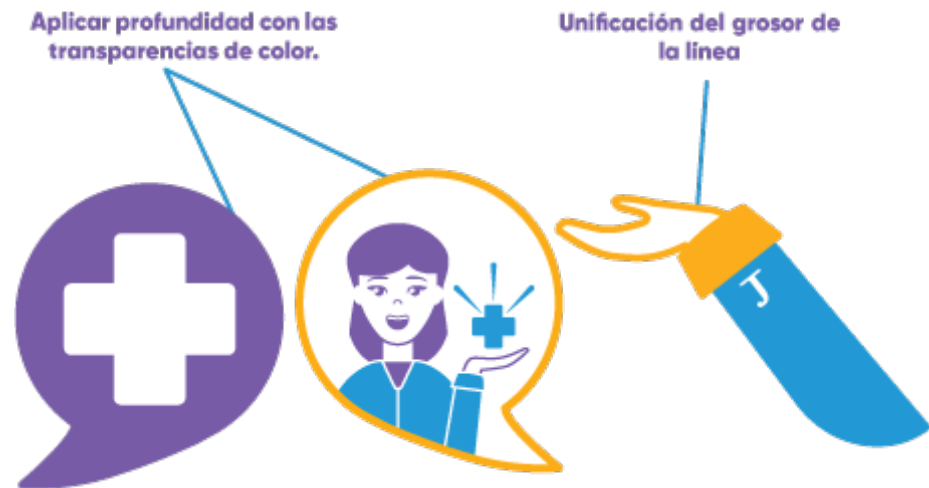 Aplicar profundidad con las
transparencias de color.
Unificación del grosor de
la línea
J